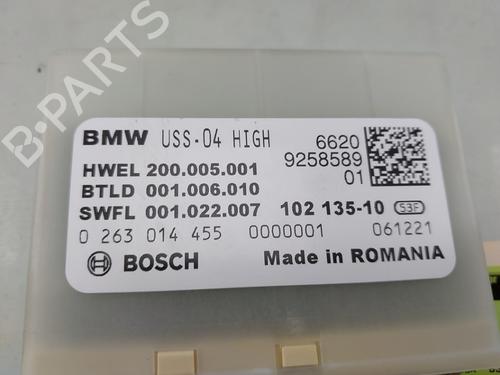 BMW USS-04 HIGH 6620
9258589
01
HWEL 200.005.001
BTLD 001.006.010
SWFL 001.022.007 102 135-10 S3F
0 263 014 455 0000001 061221
BOSCH Made in ROMANIA
B-PARTS